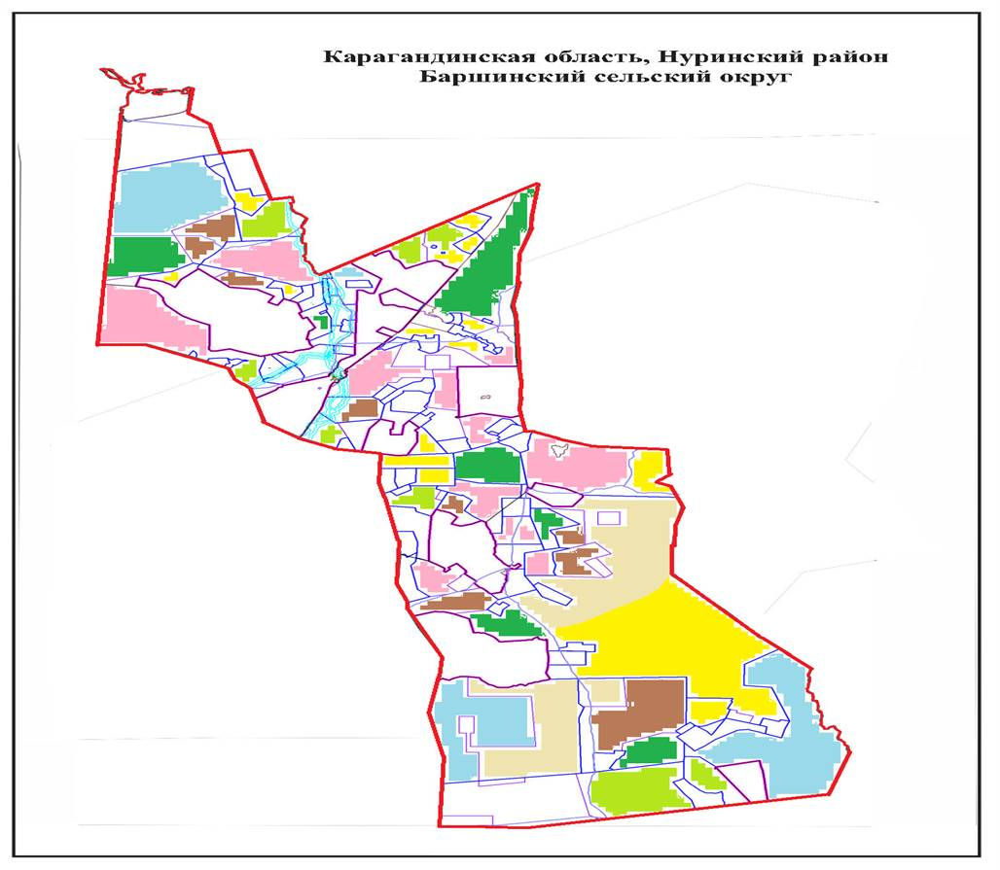 Карагандинская область, Нуринский район
Баршинский сельский округ